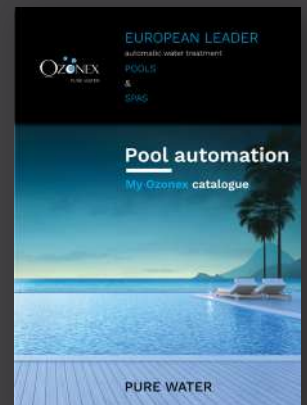 OZONEX
PURE WATER
EUROPEAN LEADER
automatic water treatment
POOLS
&
SPAS
Pool automation
My Ozonex catalogue
PURE WATER